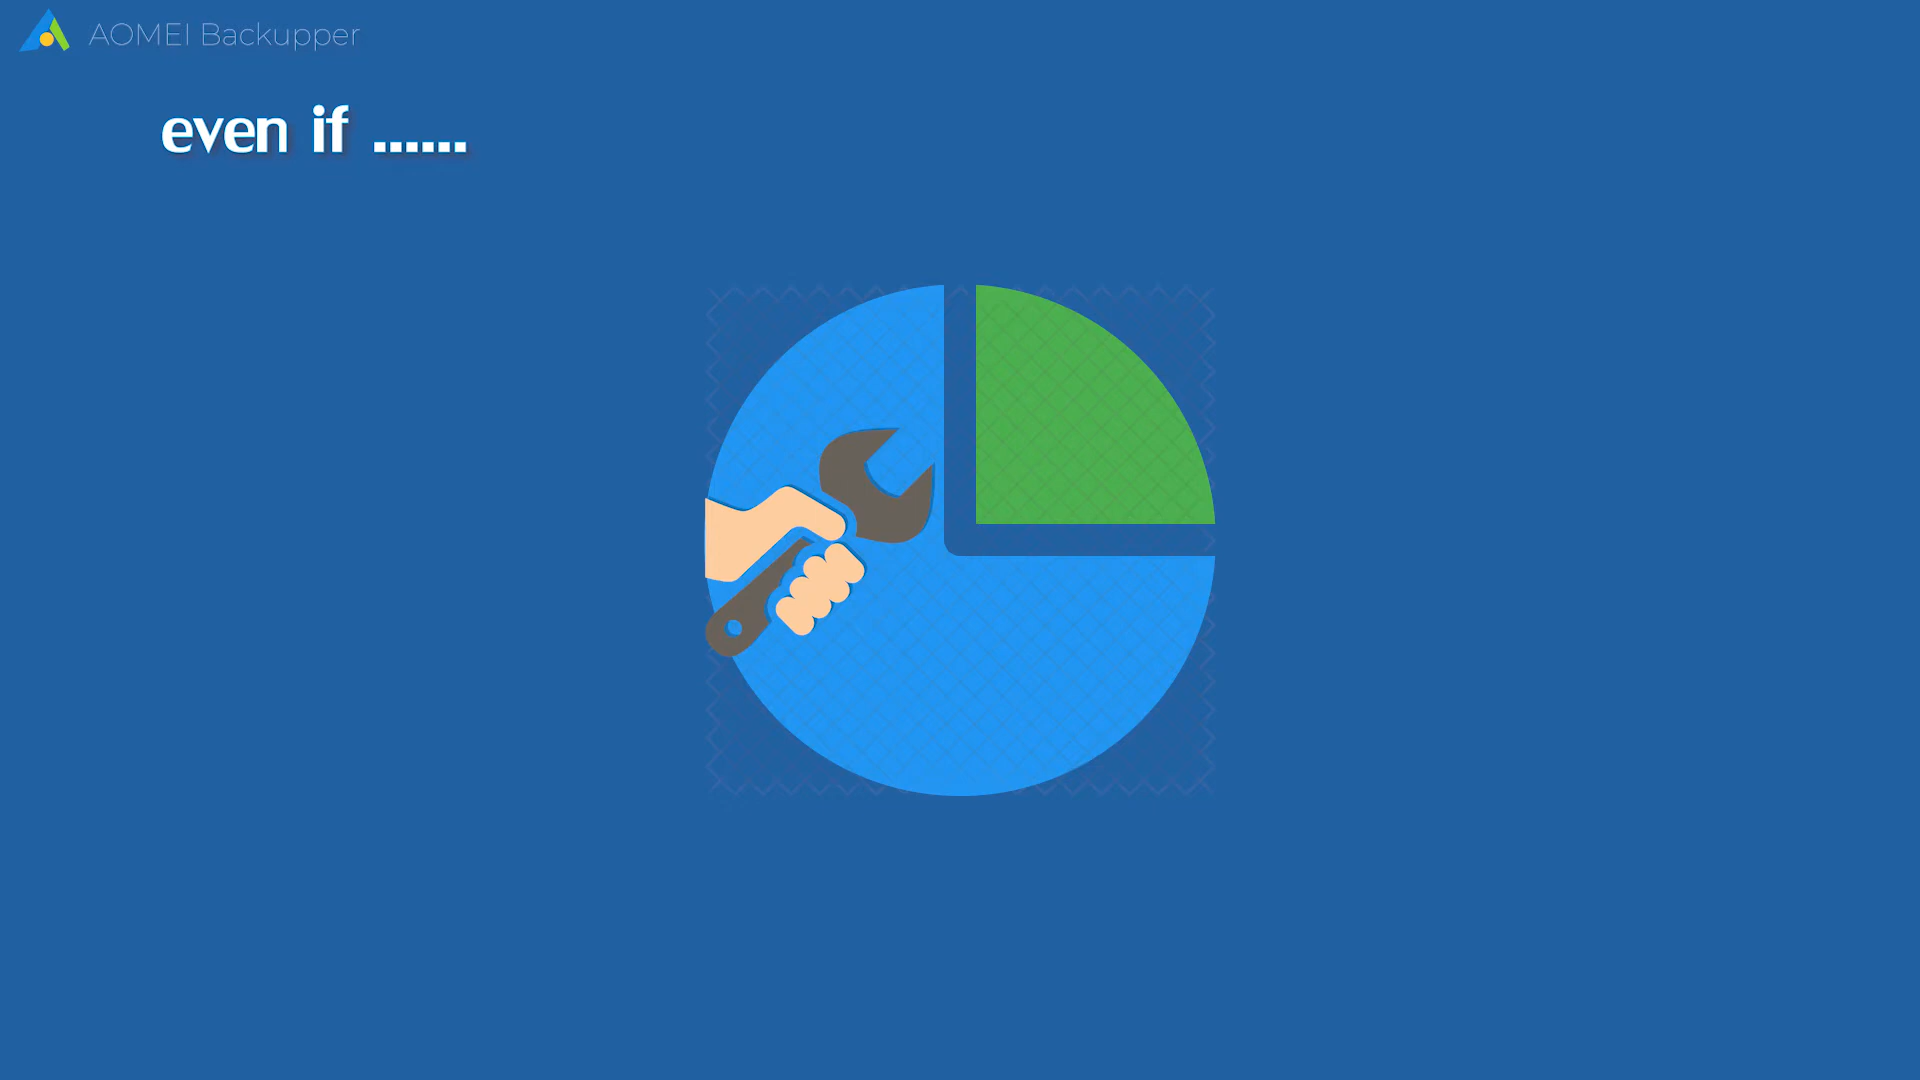 AOMEI Backupper
even if ......